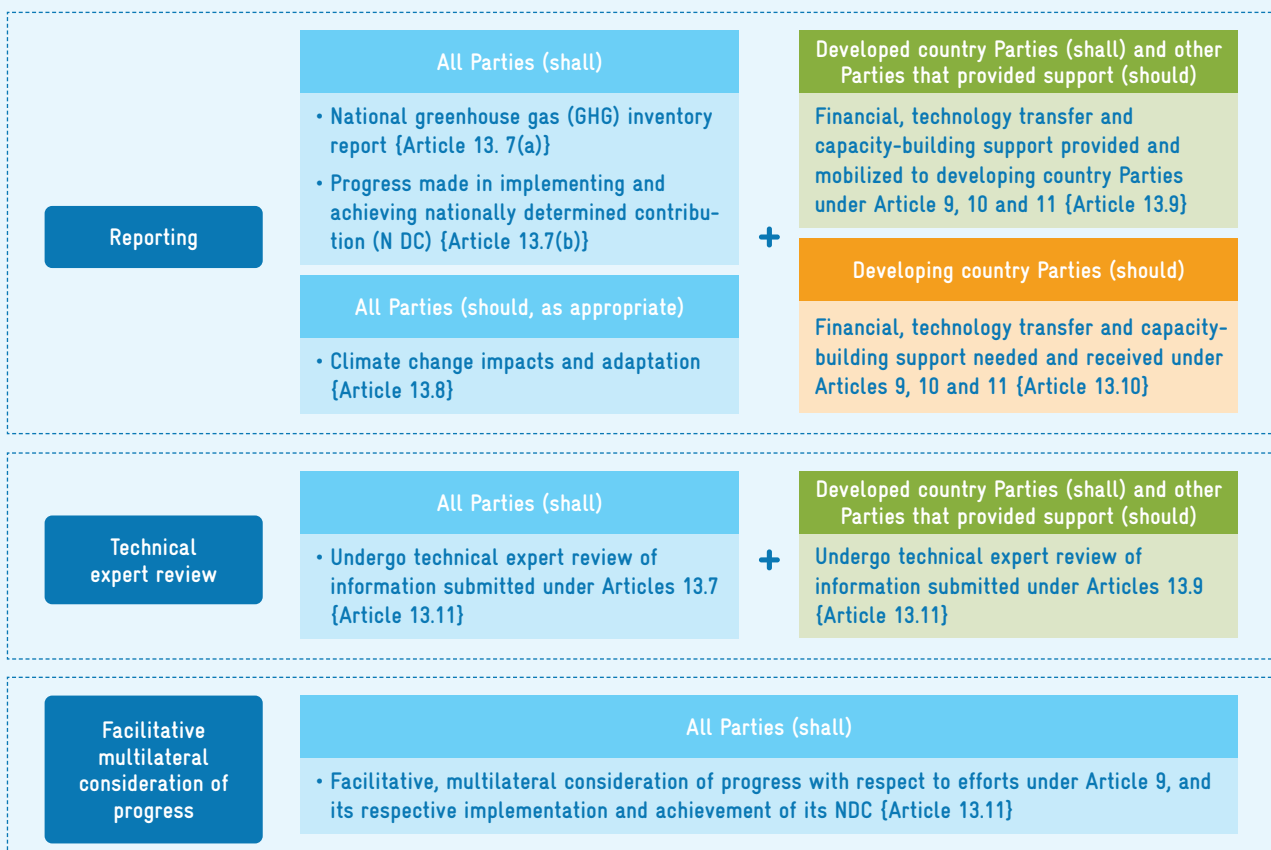 Reporting
All Parties (shall)
• National greenhouse gas (GHG) inventory
report {Article 13. 7(a)}
• Progress made in implementing and
achieving nationally determined contribu-
tion (N DC) {Article 13.7(b)}
All Parties (should, as appropriate)
• Climate change impacts and adaptation
{Article 13.8}
+
Developed country Parties (shall) and other
Parties that provided support (should)
Financial, technology transfer and
capacity-building support provided and
mobilized to developing country Parties
under Article 9, 10 and 11 {Article 13.9}
Developing country Parties (should)
Financial, technology transfer and capacity-
building support needed and received under
Articles 9, 10 and 11 {Article 13.10}
Technical
expert review
All Parties (shall)
• Undergo technical expert review of
information submitted under Articles 13.7
{Article 13.11}
+
Developed country Parties (shall) and other
Parties that provided support (should)
Undergo technical expert review of
information submitted under Articles 13.9
{Article 13.11}
Facilitative
multilateral
consideration of
progress
All Parties (shall)
• Facilitative, multilateral consideration of progress with respect to efforts under Article 9, and
its respective implementation and achievement of its NDC {Article 13.11}